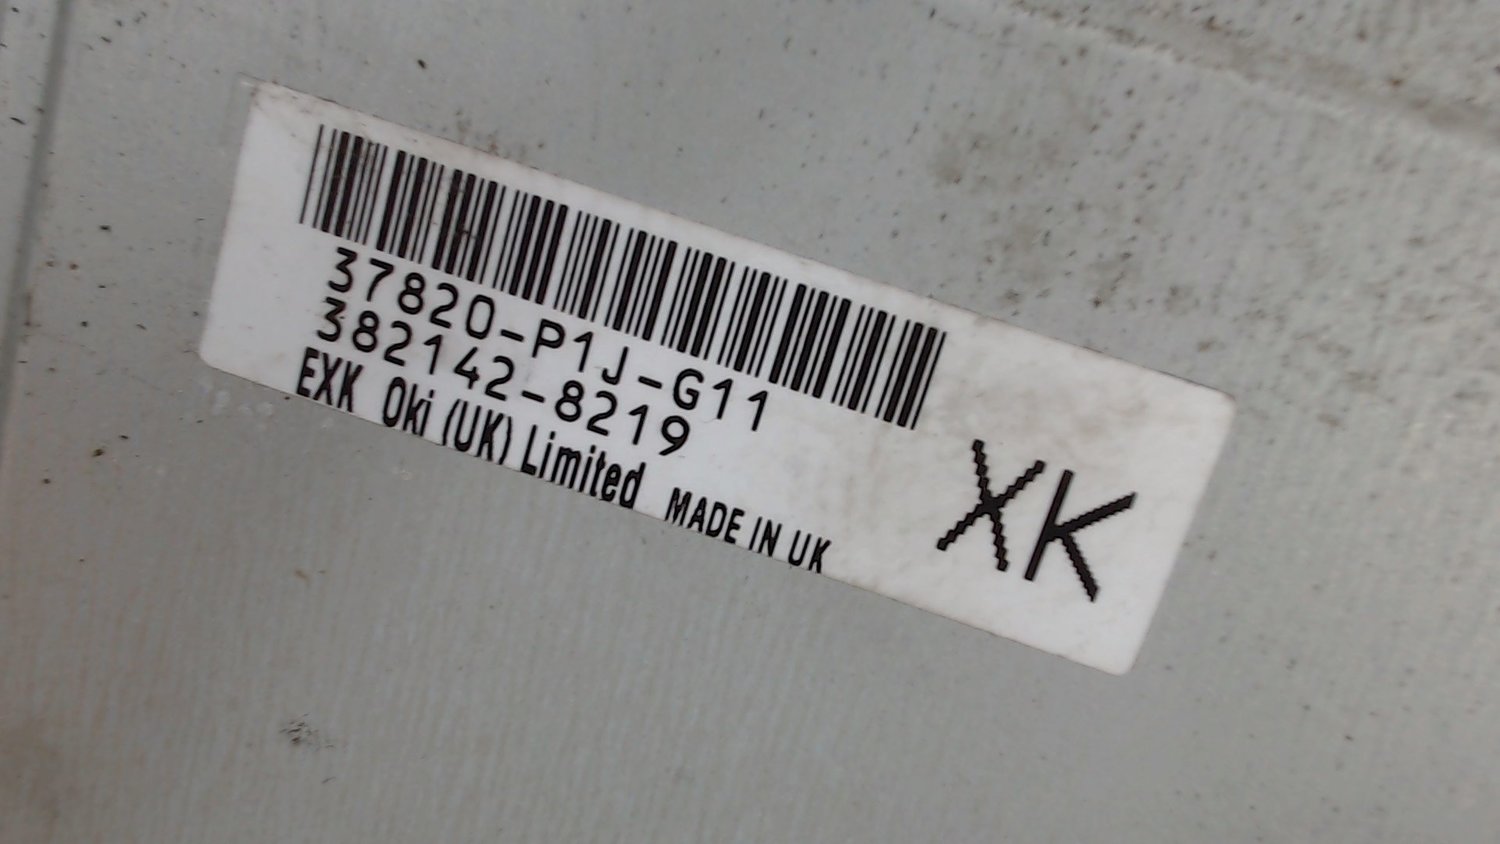 37820-P1J-G11
382142-8219
EXK Oki (UK) Limited MADE IN UK
XK